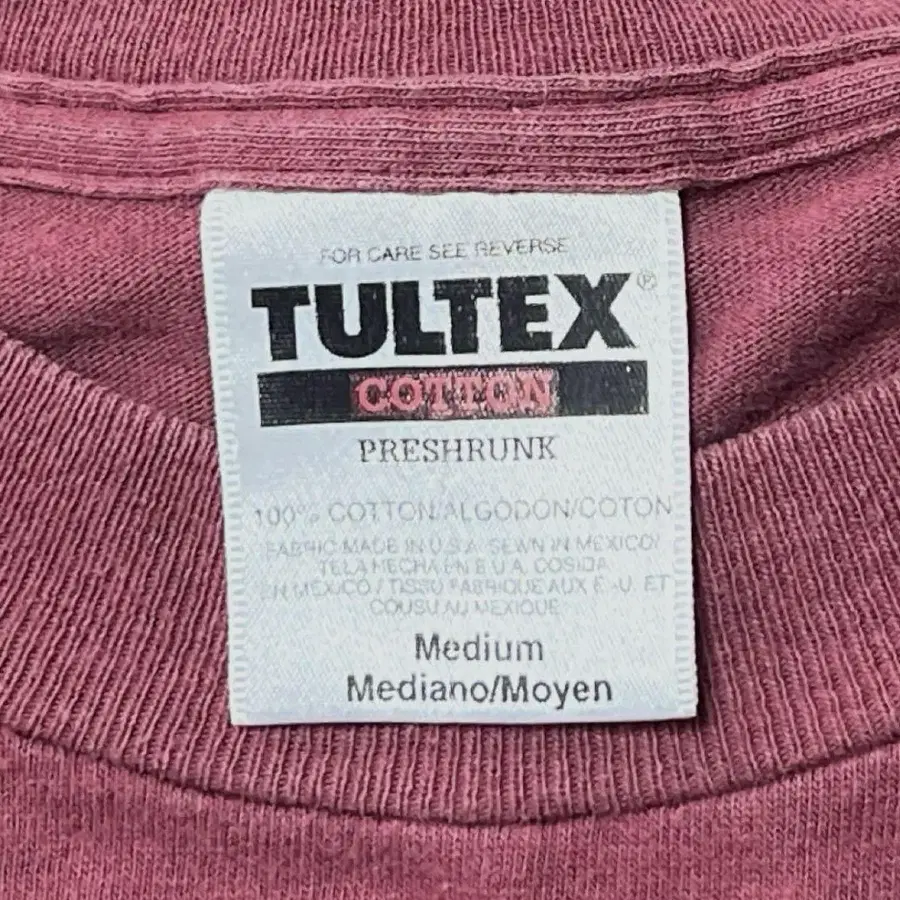 FOR CARE SEE REVERSE
TULTEX®
COTTON
PRESHRUNK
100% COTTON/ALGODON/COTON
FABRIC MADE IN U.S.A. SEWN IN MEXICO/
TELA HECHA EN E.U.A. COSIDA
EN MEXICO / TISSU FABRIQUE AUX E.-U. ET
COUSU AU MEXIQUE
Medium
Mediano/Moyen